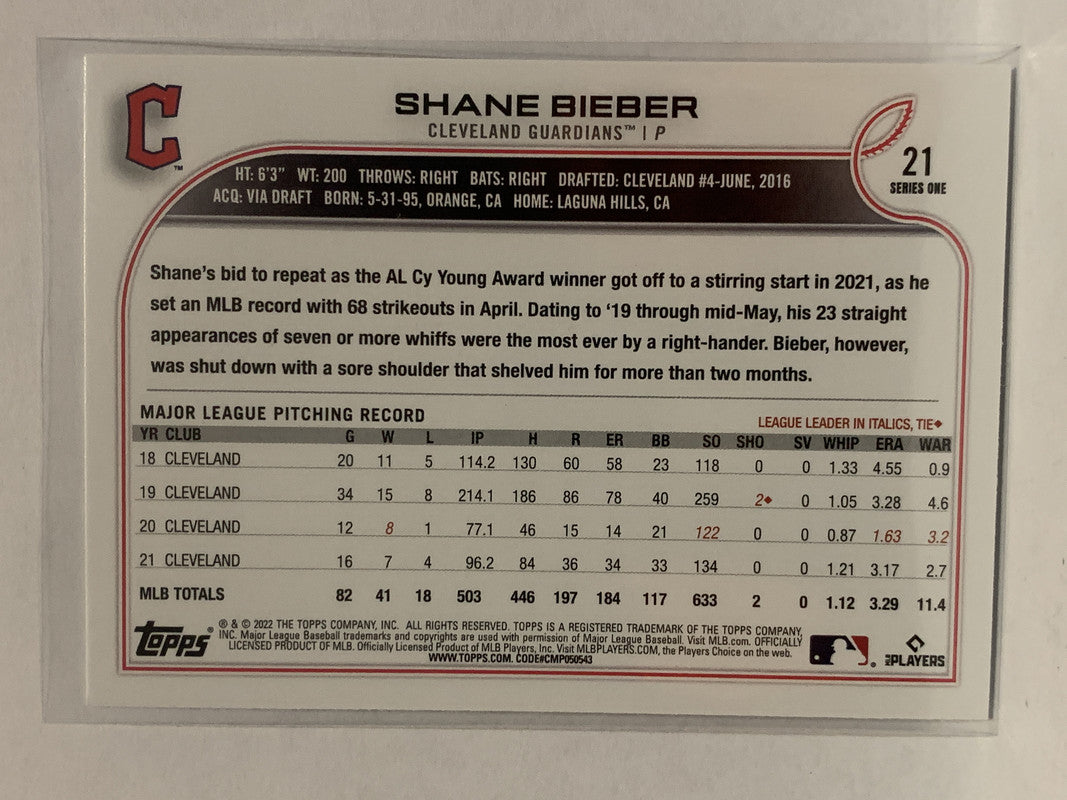 C
™
SHANE BIEBER
CLEVELAND GUARDIANS™ | P
21
SERIES ONE
HT: 6'3" WT: 200 THROWS: RIGHT BATS: RIGHT DRAFTED: CLEVELAND #4-JUNE, 2016
ACQ: VIA DRAFT BORN: 5-31-95, ORANGE, CA HOME: LAGUNA HILLS, CA
Shane's bid to repeat as the AL Cy Young Award winner got off to a stirring start in 2021, as he
set an MLB record with 68 strikeouts in April. Dating to '19 through mid-May, his 23 straight
appearances of seven or more whiffs were the most ever by a right-hander. Bieber, however,
was shut down with a sore shoulder that shelved him for more than two months.
MAJOR LEAGUE PITCHING RECORD
LEAGUE LEADER IN ITALICS, TIE♦
YR CLUB G W L IP H R ER BB SO SHO SV WHIP ERA WAR
18 CLEVELAND 20 11 5 114.2 130 60 58 23 118 0 0 1.33 4.55 0.9
19 CLEVELAND 34 15 8 214.1 186 86 78 40 259 2♦ 0 1.05 3.28 4.6
20 CLEVELAND 12 8 1 77.1 46 15 14 21 122 0 0 0.87 1.63 3.2
21 CLEVELAND 16 7 4 96.2 84 36 34 33 134 0 0 1.21 3.17 2.7
MLB TOTALS 82 41 18 503 446 197 184 117 633 2 0 1.12 3.29 11.4
Topps®
® & © 2022 THE TOPPS COMPANY, INC. ALL RIGHTS RESERVED. TOPPS IS A REGISTERED TRADEMARK OF THE TOPPS COMPANY,
INC. Major League Baseball trademarks and copyrights are used with permission of Major League Baseball. Visit MLB.com. OFFICIALLY
LICENSED PRODUCT OF MLB. Officially Licensed Product of MLB Players, Inc. Visit MLBPLAYERS.COM, the Players Choice on the web.
WWW.TOPPS.COM. CODE#CMP050543
®
MLB PLAYERS